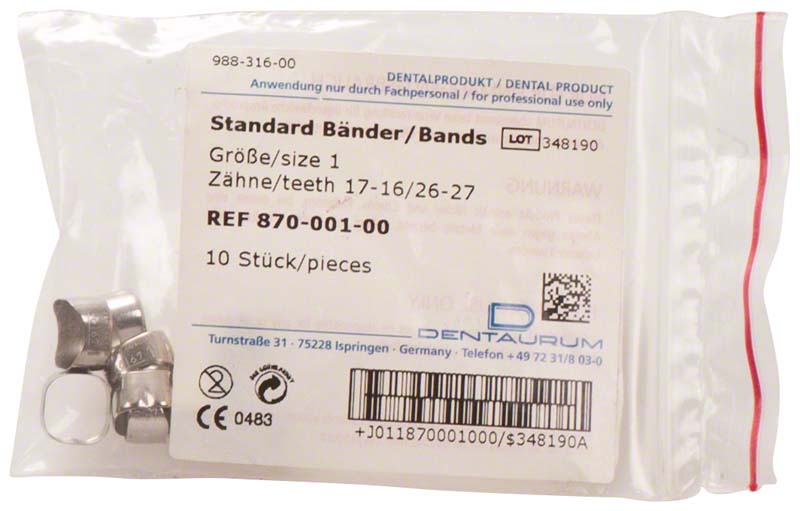 988-316-00
DENTALPRODUKT / DENTAL PRODUCT
Anwendung nur durch Fachpersonal / for professional use only
Standard Bänder/Bands LOT 348190
Größe/size 1
Zähne/teeth 17-16/26-27
REF 870-001-00
10 Stück/pieces
DENTAURUM
Turnstraße 31 · 75228 Ispringen · Germany · Telefon +49 72 31/8 03-0
2
CE 0483
+J011870001000/$348190A
WARNUNG